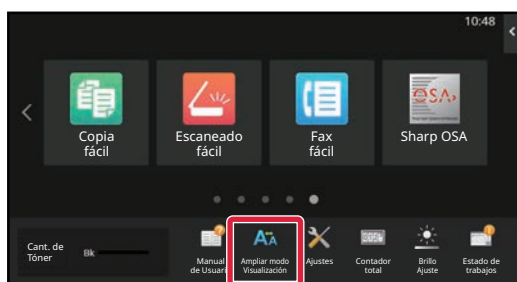 10:48
Copia
fácil
Escaneado
fácil
Fax
fácil
Sharp OSA
OSA
Cant. de
Tóner
Bk
Manual
de Usuari
Ampliar modo
Visualización
Ajustes
Contador
total
Brillo
Ajuste
Estado de
trabajos